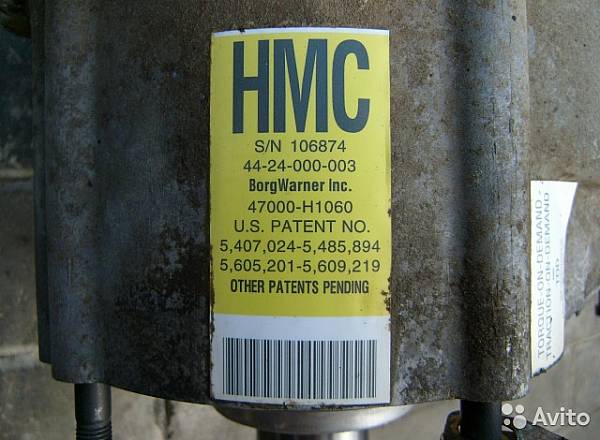 HMC
S/N 106874
44-24-000-003
BorgWarner Inc.
47000-H1060
U.S. PATENT NO.
5,407,024-5,485,894
5,605,201-5,609,219
OTHER PATENTS PENDING
TORQUE-ON-DEMAND -
TRACTION-ON-DEMAND
TOD
Avito